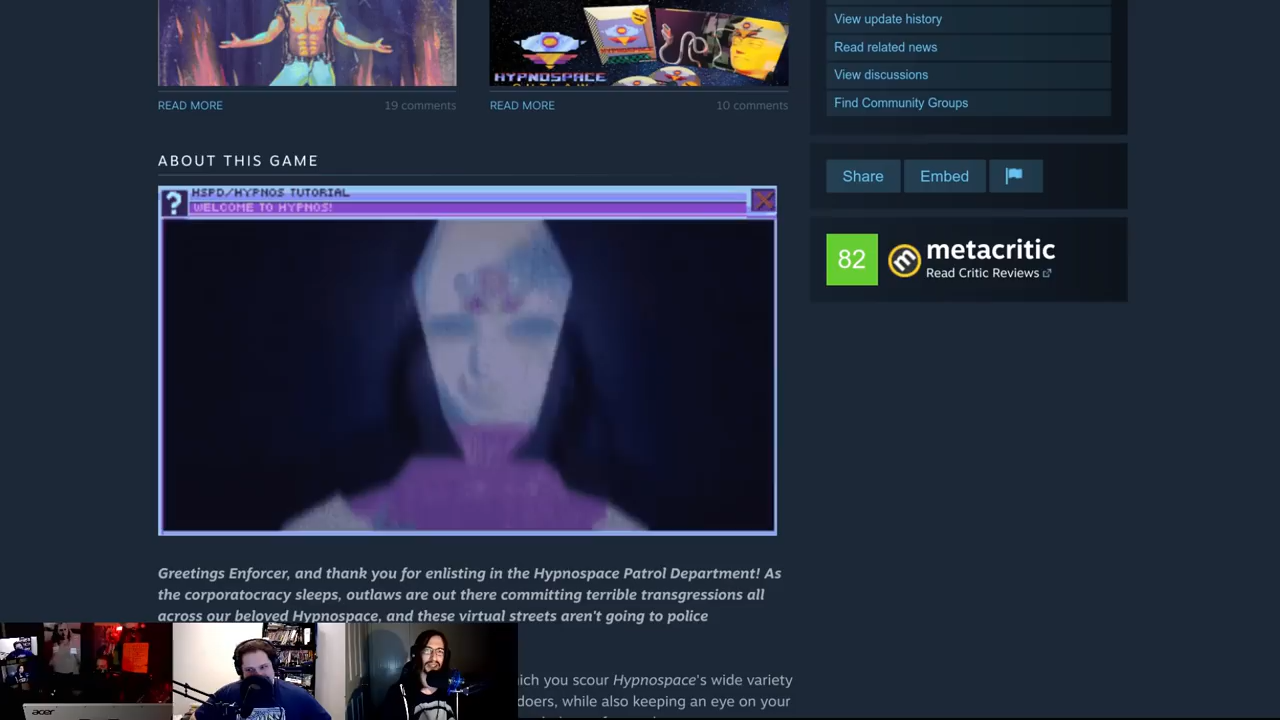 View update history
Read related news
View discussions
Find Community Groups
HYPNOSPACE
READ MORE
19 comments
READ MORE
10 comments
ABOUT THIS GAME
Share
Embed
HSPD/HYPNOS TUTORIAL
?
WELCOME TO HYPNOS!
82
metacritic
Read Critic Reviews
Greetings Enforcer, and thank you for enlisting in the Hypnospace Patrol Department! As
the corporatocracy sleeps, outlaws are out there committing terrible transgressions all
across our beloved Hypnospace, and these virtual streets aren't going to police
which you scour Hypnospace's wide variety
doers, while also keeping an eye on your
acer